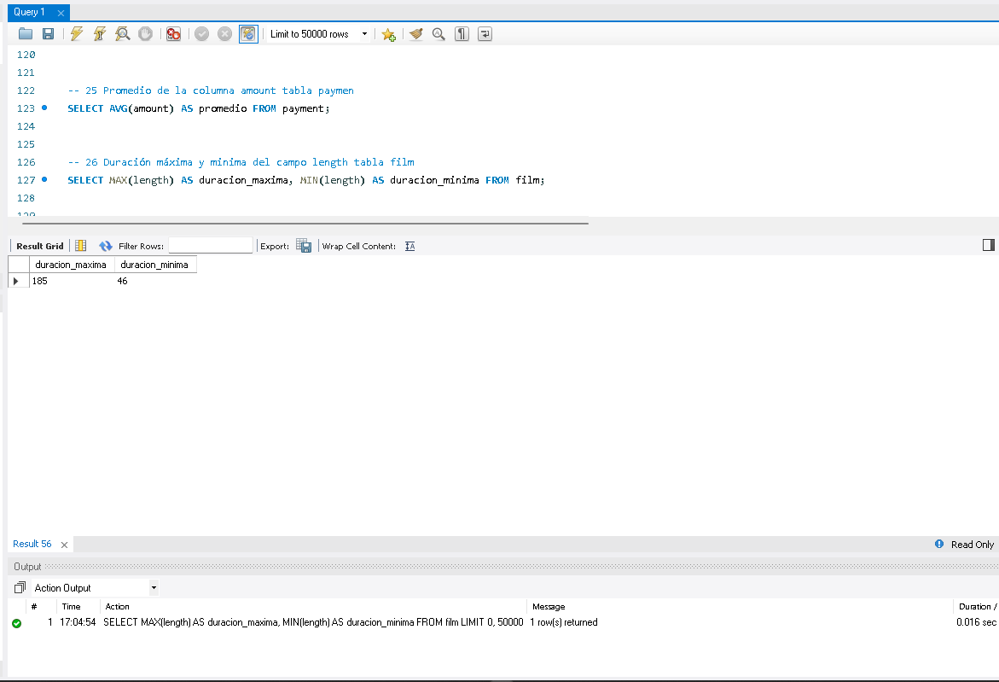 Query 1
Limit to 50000 rows
120
121
122 -- 25 Promedio de la columna amount tabla paymen
123 SELECT AVG(amount) AS promedio FROM payment;
124
125
126 -- 26 Duración máxima y minima del campo length tabla film
127 SELECT MAX(length) AS duracion_maxima, MIN(length) AS duracion_minima FROM film;
128
129
Result Grid Filter Rows: Export: Wrap Cell Content: IA
duracion_maxima duracion_minima
185 46
Result 56 Read Only
Output
Action Output
# Time Action Message Duration /
1 17:04:54 SELECT MAX(length) AS duracion_maxima, MIN(length) AS duracion_minima FROM film LIMIT 0, 50000 1 row(s) returned 0.016 sec